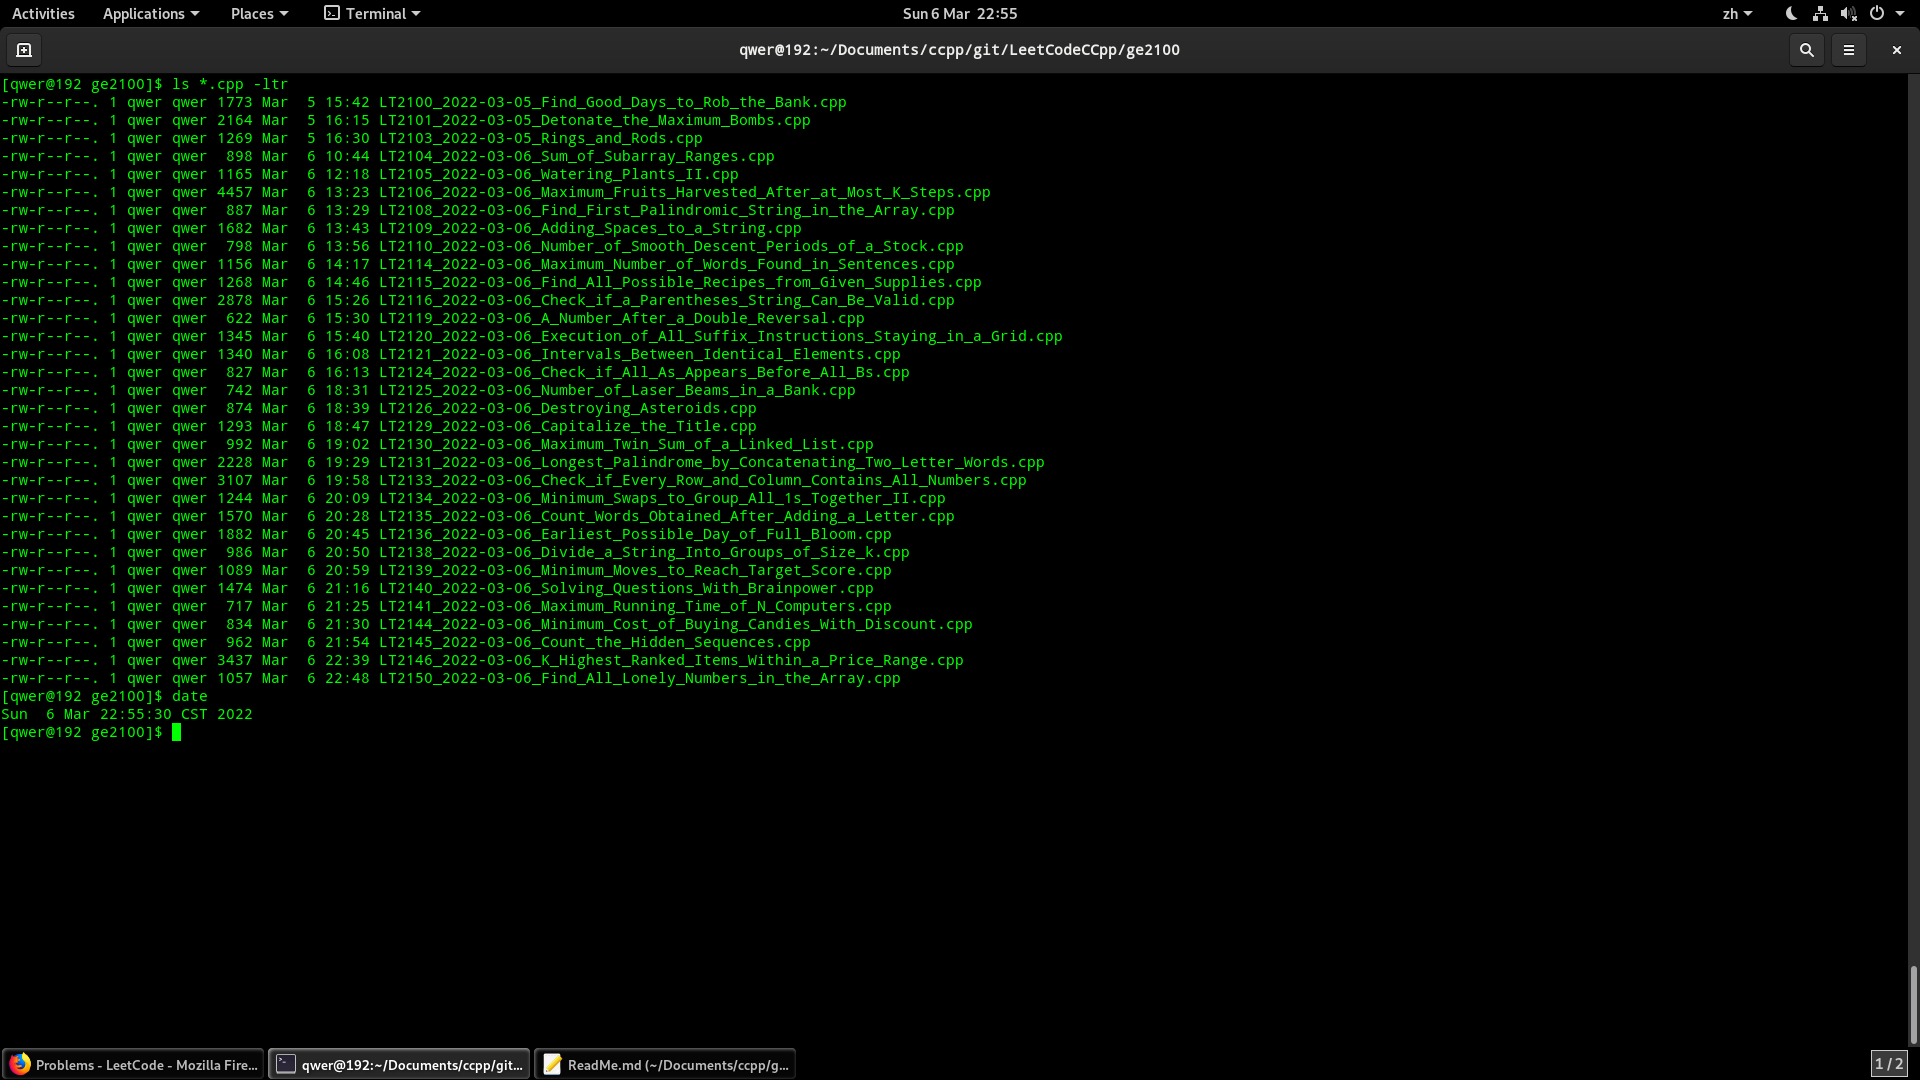 Activities Applications Places Terminal Sun 6 Mar 22:55 zh
qwer@192:~/Documents/ccpp/git/LeetCodeCCpp/ge2100
[qwer@192 ge2100]$ ls *.cpp -ltr
-rw-r--r--. 1 qwer qwer 1773 Mar  5 15:42 LT2100_2022-03-05_Find_Good_Days_to_Rob_the_Bank.cpp
-rw-r--r--. 1 qwer qwer 2164 Mar  5 16:15 LT2101_2022-03-05_Detonate_the_Maximum_Bombs.cpp
-rw-r--r--. 1 qwer qwer 1269 Mar  5 16:30 LT2103_2022-03-05_Rings_and_Rods.cpp
-rw-r--r--. 1 qwer qwer  898 Mar  6 10:44 LT2104_2022-03-06_Sum_of_Subarray_Ranges.cpp
-rw-r--r--. 1 qwer qwer 1165 Mar  6 12:18 LT2105_2022-03-06_Watering_Plants_II.cpp
-rw-r--r--. 1 qwer qwer 4457 Mar  6 13:23 LT2106_2022-03-06_Maximum_Fruits_Harvested_After_at_Most_K_Steps.cpp
-rw-r--r--. 1 qwer qwer  887 Mar  6 13:29 LT2108_2022-03-06_Find_First_Palindromic_String_in_the_Array.cpp
-rw-r--r--. 1 qwer qwer 1682 Mar  6 13:43 LT2109_2022-03-06_Adding_Spaces_to_a_String.cpp
-rw-r--r--. 1 qwer qwer  798 Mar  6 13:56 LT2110_2022-03-06_Number_of_Smooth_Descent_Periods_of_a_Stock.cpp
-rw-r--r--. 1 qwer qwer 1156 Mar  6 14:17 LT2114_2022-03-06_Maximum_Number_of_Words_Found_in_Sentences.cpp
-rw-r--r--. 1 qwer qwer 1268 Mar  6 14:46 LT2115_2022-03-06_Find_All_Possible_Recipes_from_Given_Supplies.cpp
-rw-r--r--. 1 qwer qwer 2878 Mar  6 15:26 LT2116_2022-03-06_Check_if_a_Parentheses_String_Can_Be_Valid.cpp
-rw-r--r--. 1 qwer qwer  622 Mar  6 15:30 LT2119_2022-03-06_A_Number_After_a_Double_Reversal.cpp
-rw-r--r--. 1 qwer qwer 1345 Mar  6 15:40 LT2120_2022-03-06_Execution_of_All_Suffix_Instructions_Staying_in_a_Grid.cpp
-rw-r--r--. 1 qwer qwer 1340 Mar  6 16:08 LT2121_2022-03-06_Intervals_Between_Identical_Elements.cpp
-rw-r--r--. 1 qwer qwer  827 Mar  6 16:13 LT2124_2022-03-06_Check_if_All_As_Appears_Before_All_Bs.cpp
-rw-r--r--. 1 qwer qwer  742 Mar  6 18:31 LT2125_2022-03-06_Number_of_Laser_Beams_in_a_Bank.cpp
-rw-r--r--. 1 qwer qwer  874 Mar  6 18:39 LT2126_2022-03-06_Destroying_Asteroids.cpp
-rw-r--r--. 1 qwer qwer 1293 Mar  6 18:47 LT2129_2022-03-06_Capitalize_the_Title.cpp
-rw-r--r--. 1 qwer qwer  992 Mar  6 19:02 LT2130_2022-03-06_Maximum_Twin_Sum_of_a_Linked_List.cpp
-rw-r--r--. 1 qwer qwer 2228 Mar  6 19:29 LT2131_2022-03-06_Longest_Palindrome_by_Concatenating_Two_Letter_Words.cpp
-rw-r--r--. 1 qwer qwer 3107 Mar  6 19:58 LT2133_2022-03-06_Check_if_Every_Row_and_Column_Contains_All_Numbers.cpp
-rw-r--r--. 1 qwer qwer 1244 Mar  6 20:09 LT2134_2022-03-06_Minimum_Swaps_to_Group_All_1s_Together_II.cpp
-rw-r--r--. 1 qwer qwer 1570 Mar  6 20:28 LT2135_2022-03-06_Count_Words_Obtained_After_Adding_a_Letter.cpp
-rw-r--r--. 1 qwer qwer 1882 Mar  6 20:45 LT2136_2022-03-06_Earliest_Possible_Day_of_Full_Bloom.cpp
-rw-r--r--. 1 qwer qwer  986 Mar  6 20:50 LT2138_2022-03-06_Divide_a_String_Into_Groups_of_Size_k.cpp
-rw-r--r--. 1 qwer qwer 1089 Mar  6 20:59 LT2139_2022-03-06_Minimum_Moves_to_Reach_Target_Score.cpp
-rw-r--r--. 1 qwer qwer 1474 Mar  6 21:16 LT2140_2022-03-06_Solving_Questions_With_Brainpower.cpp
-rw-r--r--. 1 qwer qwer  717 Mar  6 21:25 LT2141_2022-03-06_Maximum_Running_Time_of_N_Computers.cpp
-rw-r--r--. 1 qwer qwer  834 Mar  6 21:30 LT2144_2022-03-06_Minimum_Cost_of_Buying_Candies_With_Discount.cpp
-rw-r--r--. 1 qwer qwer  962 Mar  6 21:54 LT2145_2022-03-06_Count_the_Hidden_Sequences.cpp
-rw-r--r--. 1 qwer qwer 3437 Mar  6 22:39 LT2146_2022-03-06_K_Highest_Ranked_Items_Within_a_Price_Range.cpp
-rw-r--r--. 1 qwer qwer 1057 Mar  6 22:48 LT2150_2022-03-06_Find_All_Lonely_Numbers_in_the_Array.cpp
[qwer@192 ge2100]$ date
Sun  6 Mar 22:55:30 CST 2022
[qwer@192 ge2100]$
Problems - LeetCode - Mozilla Fire... qwer@192:~/Documents/ccpp/git... ReadMe.md (~/Documents/ccpp/g... 1 / 2